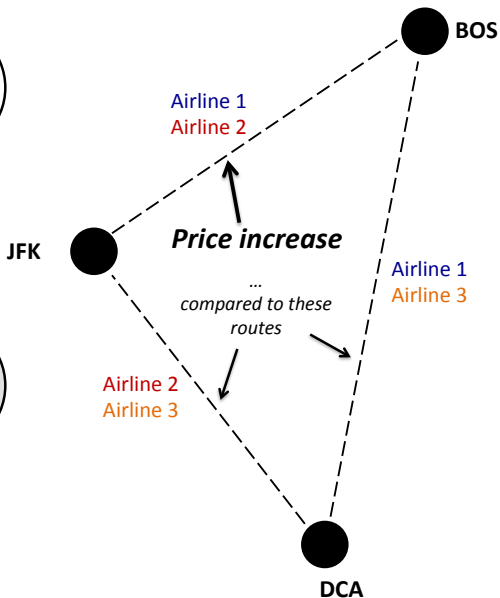 BOS
Airline 1
Airline 2
JFK
Price increase
...
compared to these
routes
Airline 1
Airline 3
Airline 2
Airline 3
DCA